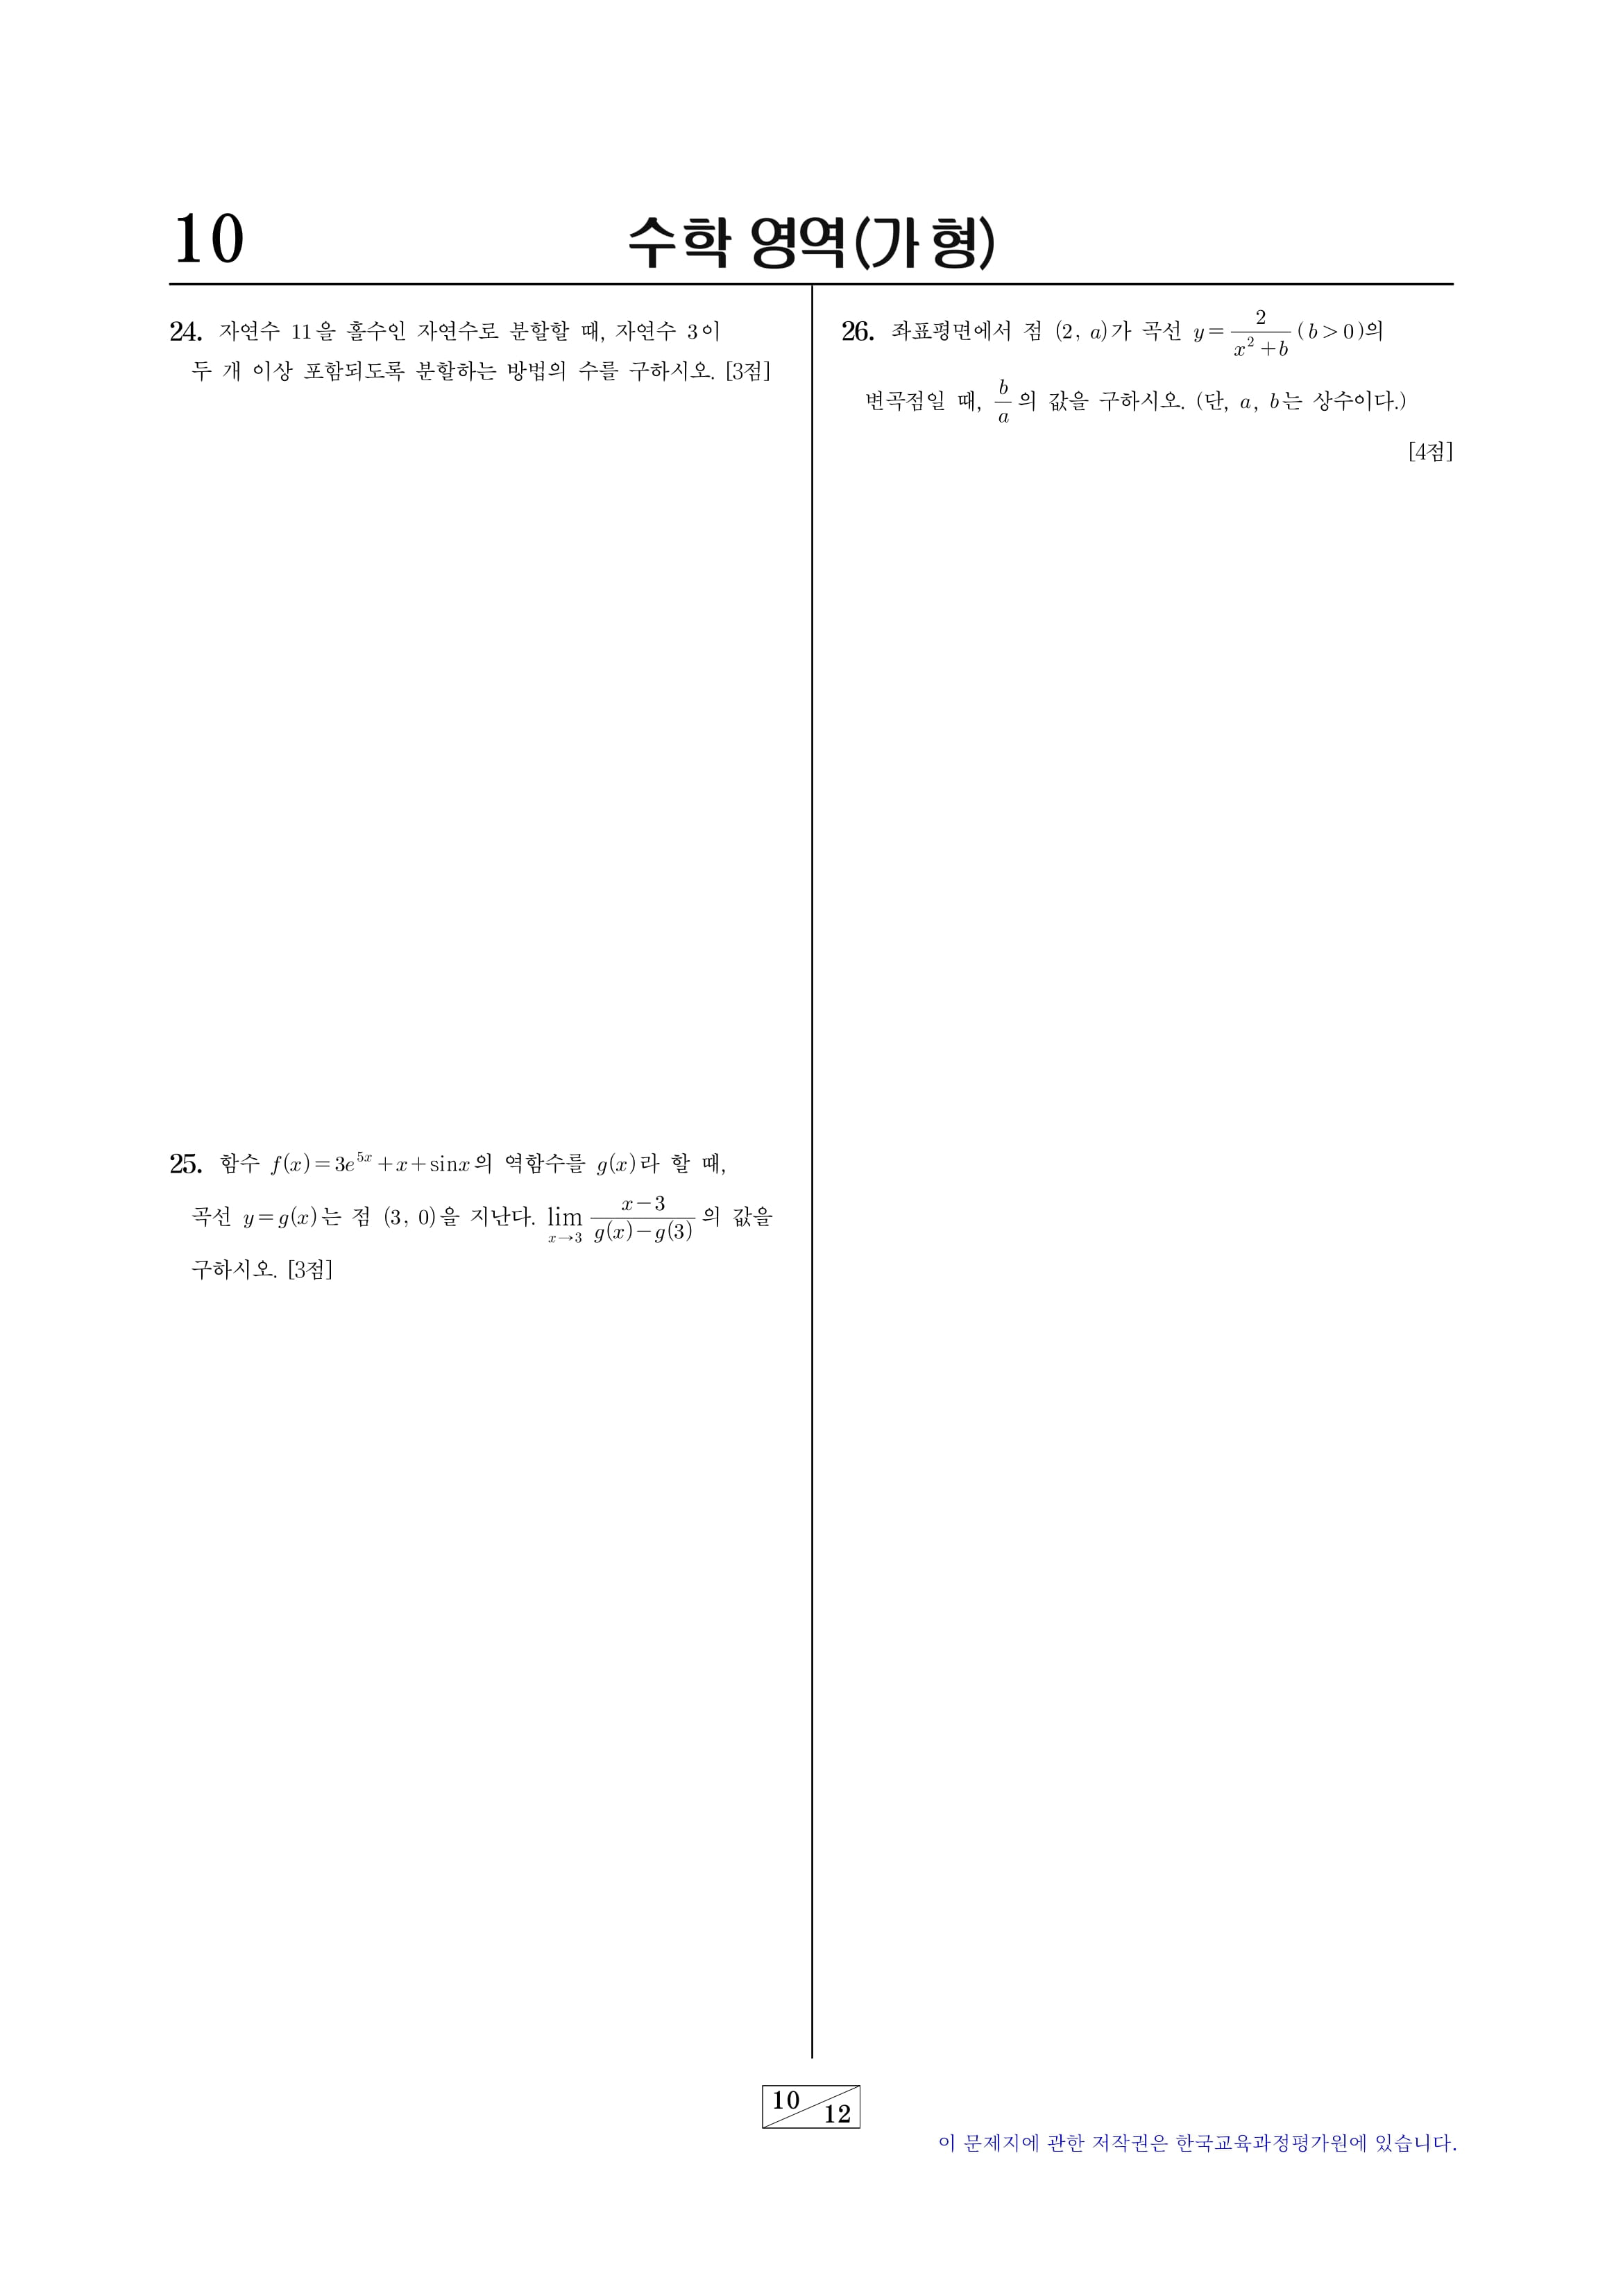 10
수학 영역(가형)
24. 자연수 11을 홀수인 자연수로 분할할 때, 자연수 3이
두 개 이상 포함되도록 분할하는 방법의 수를 구하시오. [3점]
25. 함수 f(x)=3e^{5x}+x+sinx의 역함수를 g(x)라 할 때,
곡선 y=g(x)는 점 (3, 0)을 지난다. lim_{x→3} \frac{x-3}{g(x)-g(3)}의 값을
구하시오. [3점]
26. 좌표평면에서 점 (2, a)가 곡선 y=\frac{2}{x^2+b} (b>0)의
변곡점일 때, \frac{b}{a}의 값을 구하시오. (단, a, b는 상수이다.)
[4점]
10
12
이 문제지에 관한 저작권은 한국교육과정평가원에 있습니다.